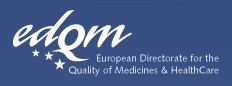 edQm
European Directorate for the
Quality of Medicines & HealthCare